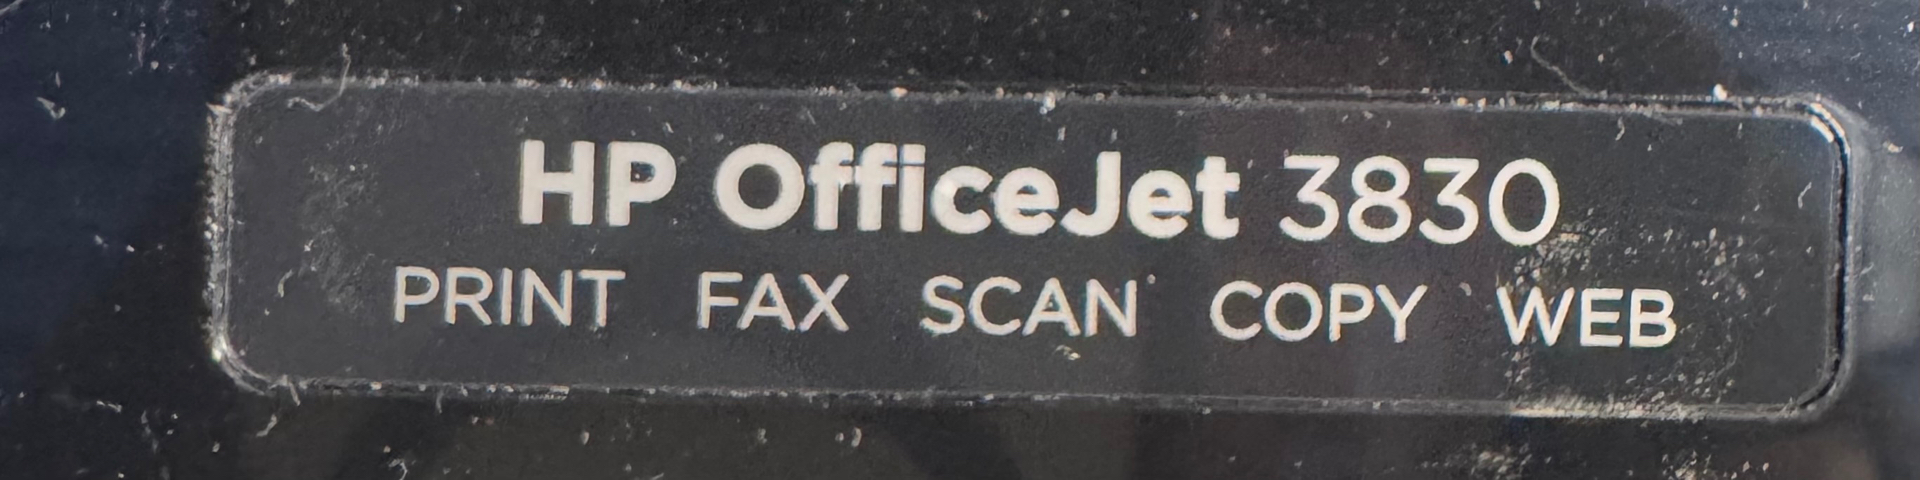 HP OfficeJet 3830
PRINT FAX SCAN COPY WEB